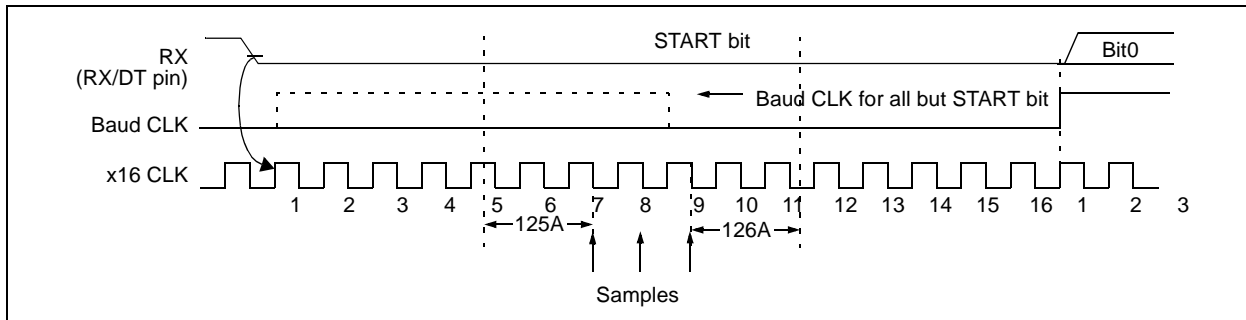 START bit
RX
(RX/DT pin)
Bit0
Baud CLK for all but START bit
Baud CLK
x16 CLK
1 2 3 4 5 6 7 8 9 10 11 12 13 14 15 16 1 2 3
125A 126A
Samples